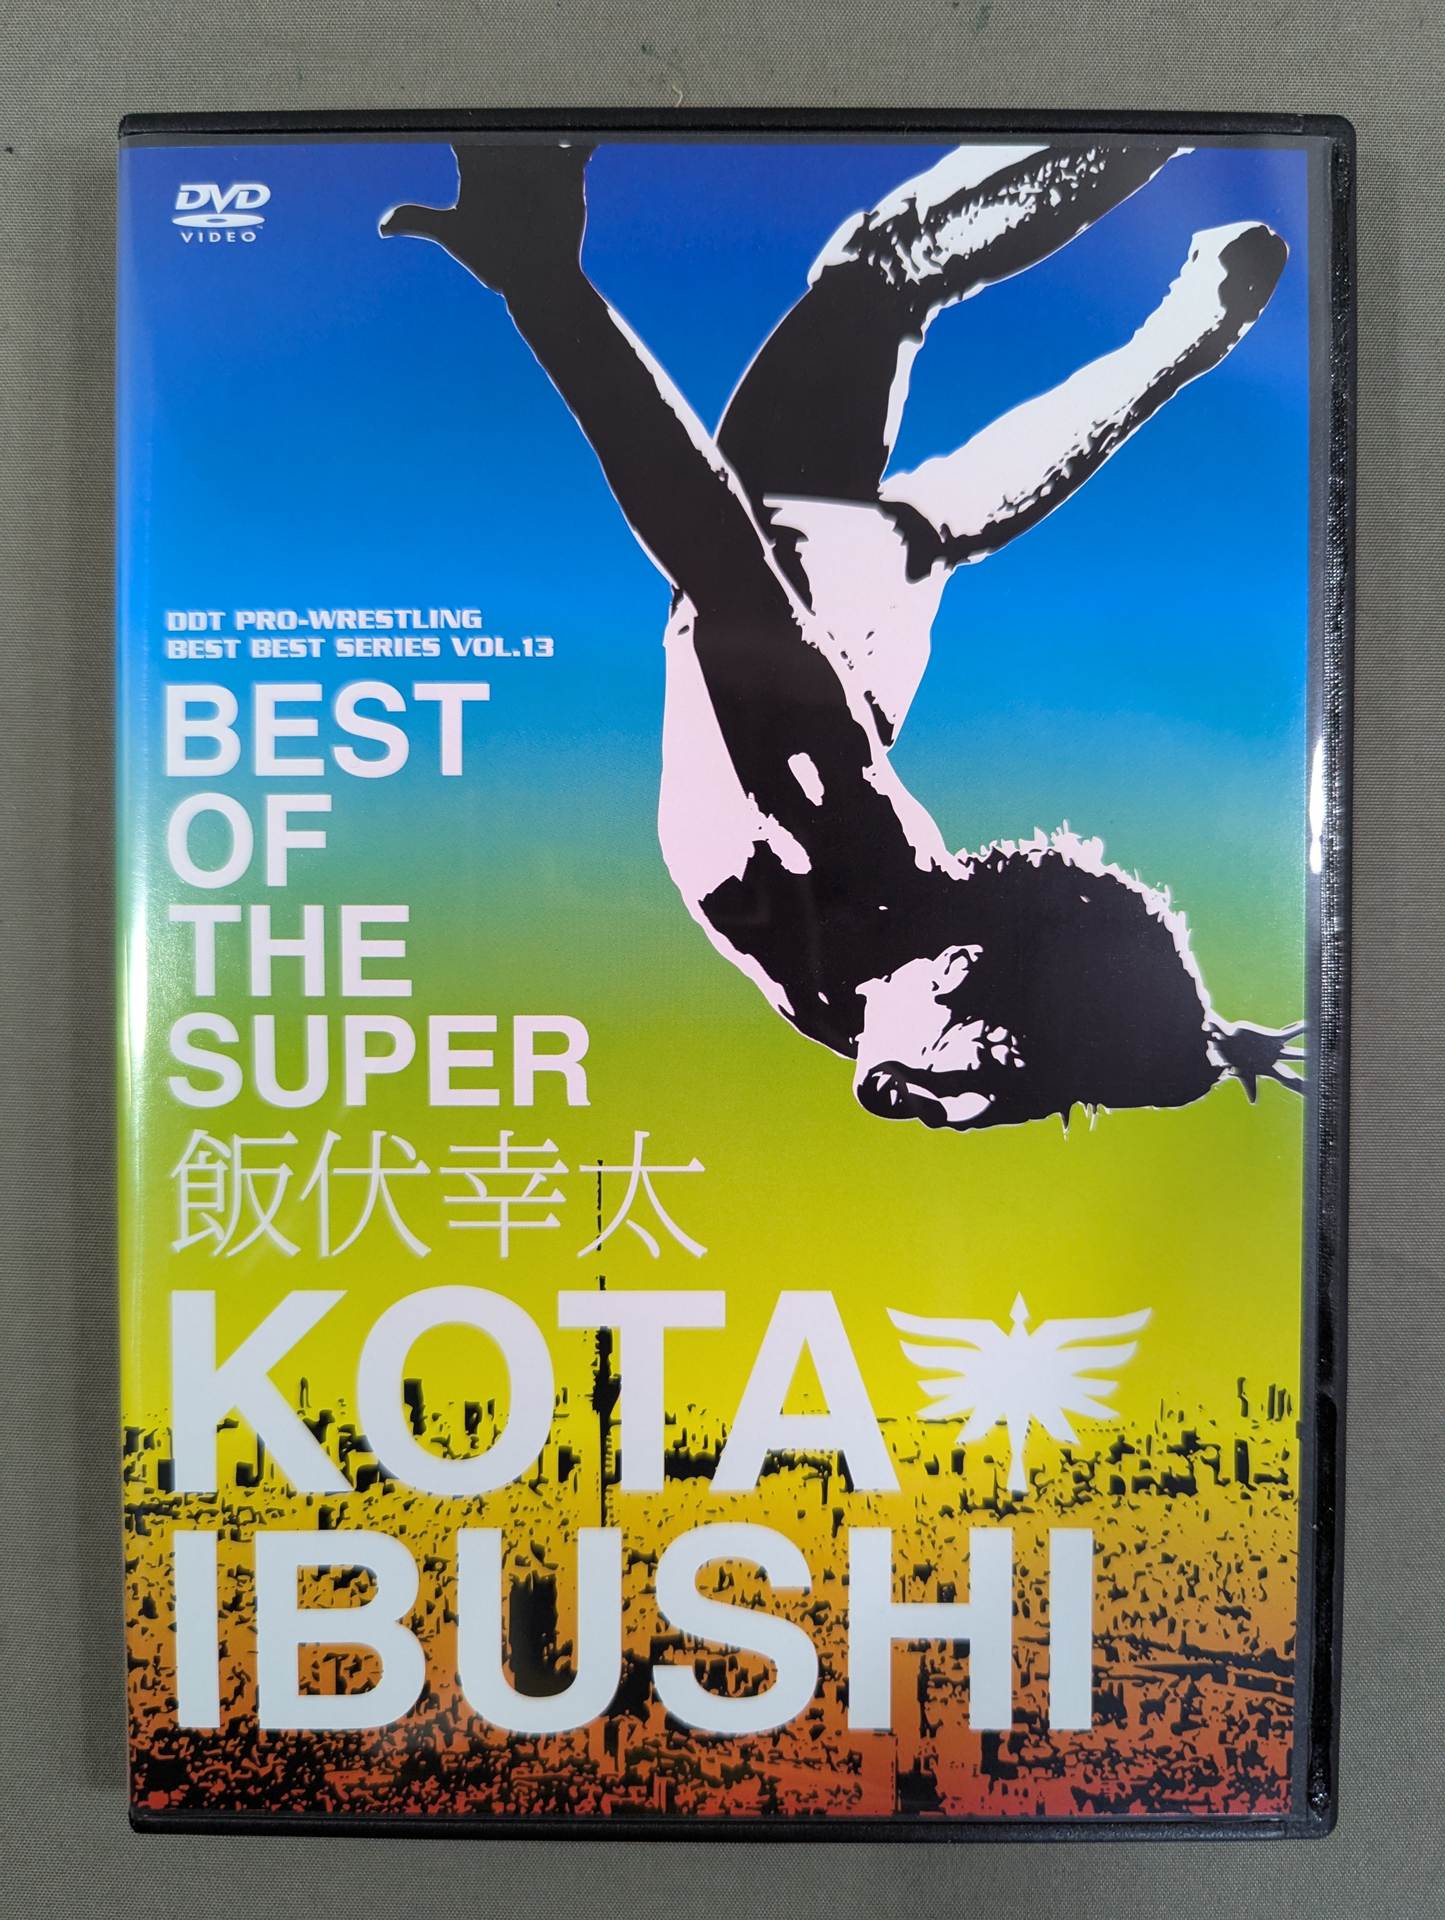 DVD
VIDEO
DDT PRO-WRESTLING
BEST BEST SERIES VOL.13
BEST
OF
THE
SUPER
飯伏幸太
KOTA
IBUSHI